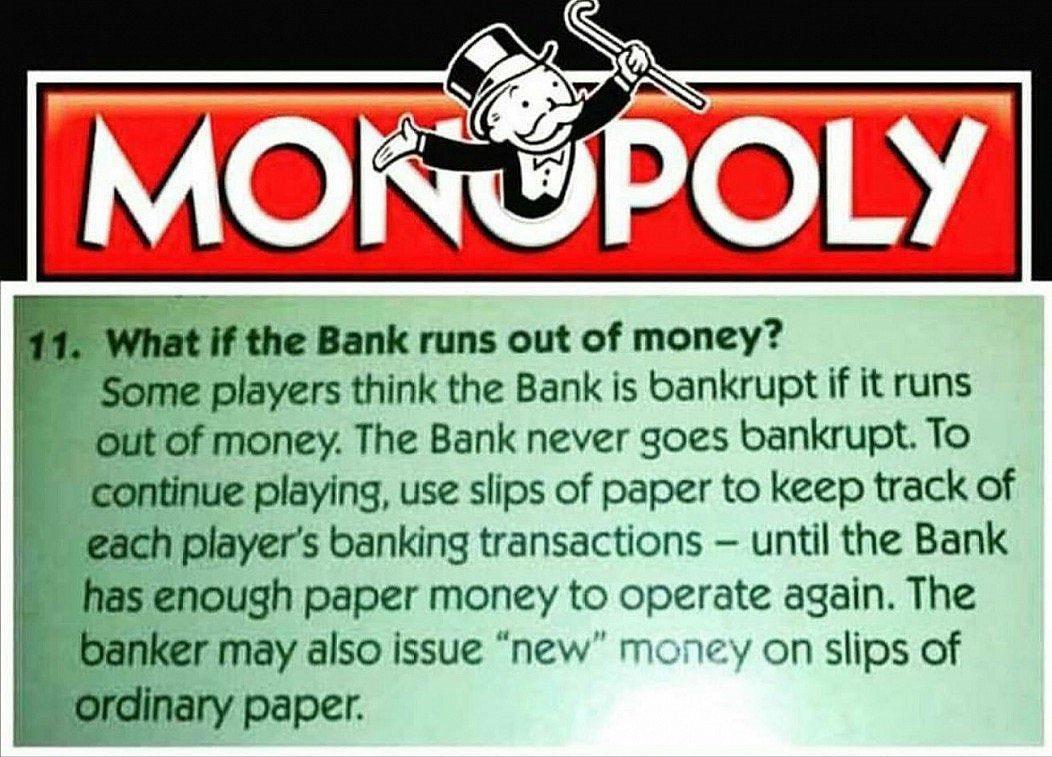 MONOPOLY
11. What if the Bank runs out of money?
Some players think the Bank is bankrupt if it runs
out of money. The Bank never goes bankrupt. To
continue playing, use slips of paper to keep track of
each player's banking transactions – until the Bank
has enough paper money to operate again. The
banker may also issue “new” money on slips of
ordinary paper.